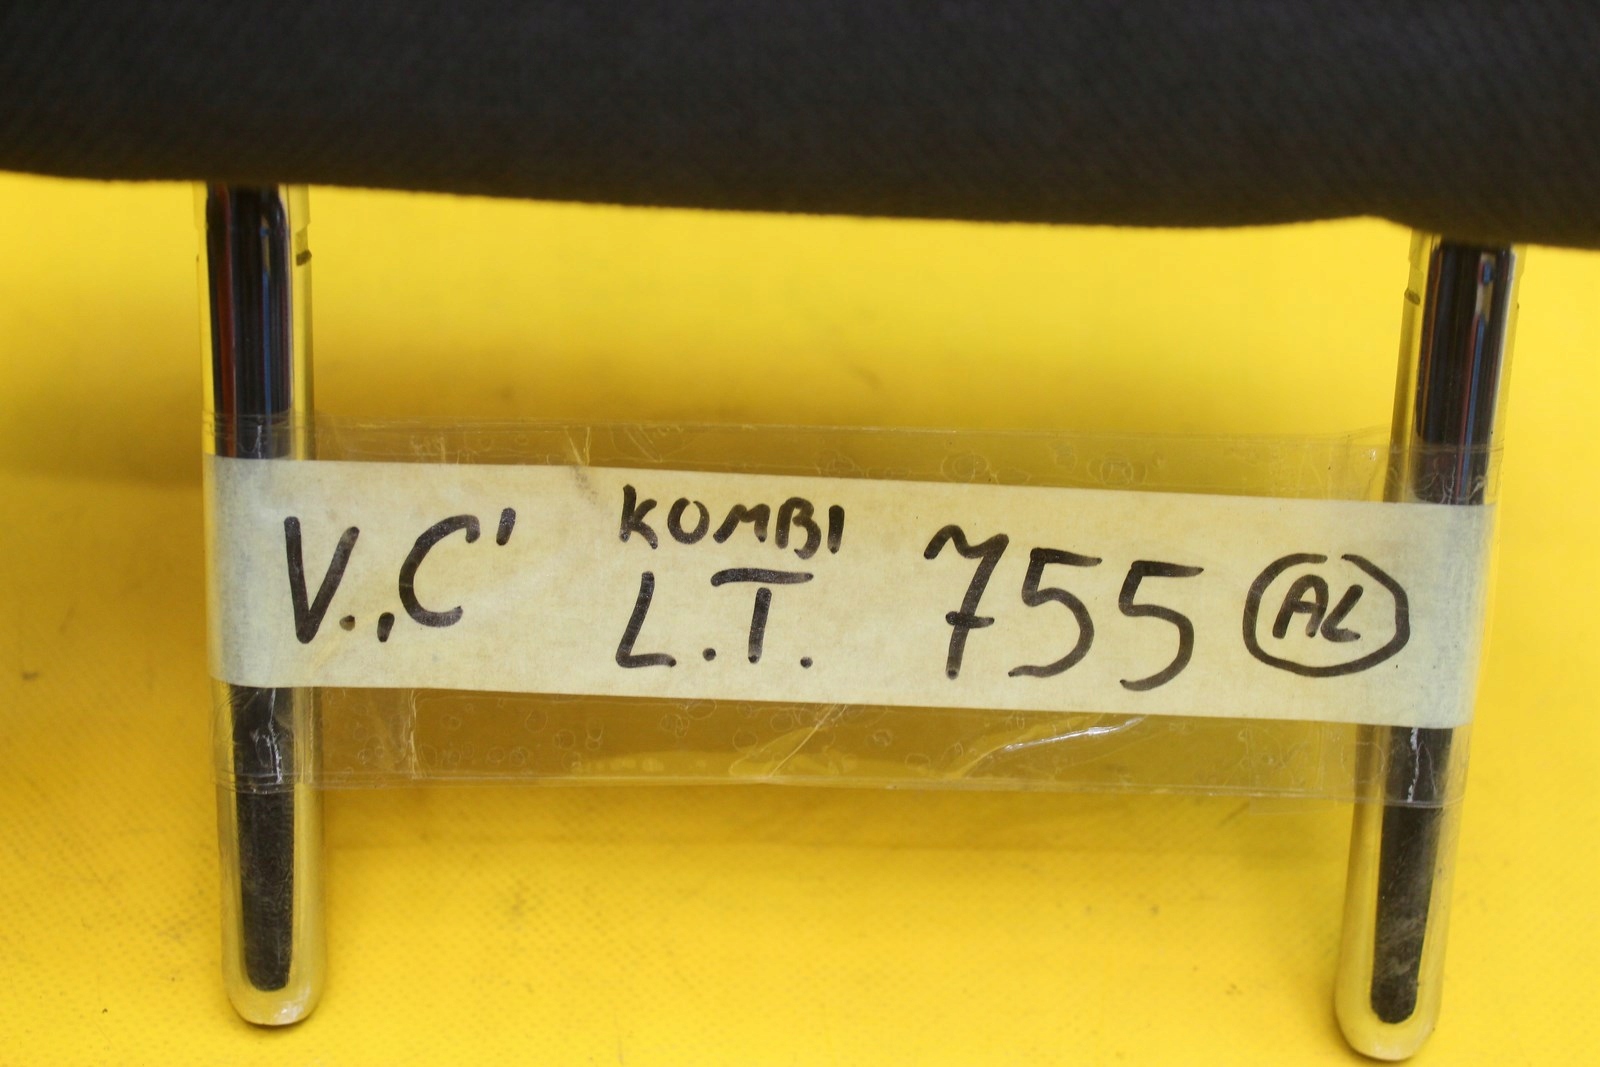 V.,C' KOMBI L.T. 755 AL